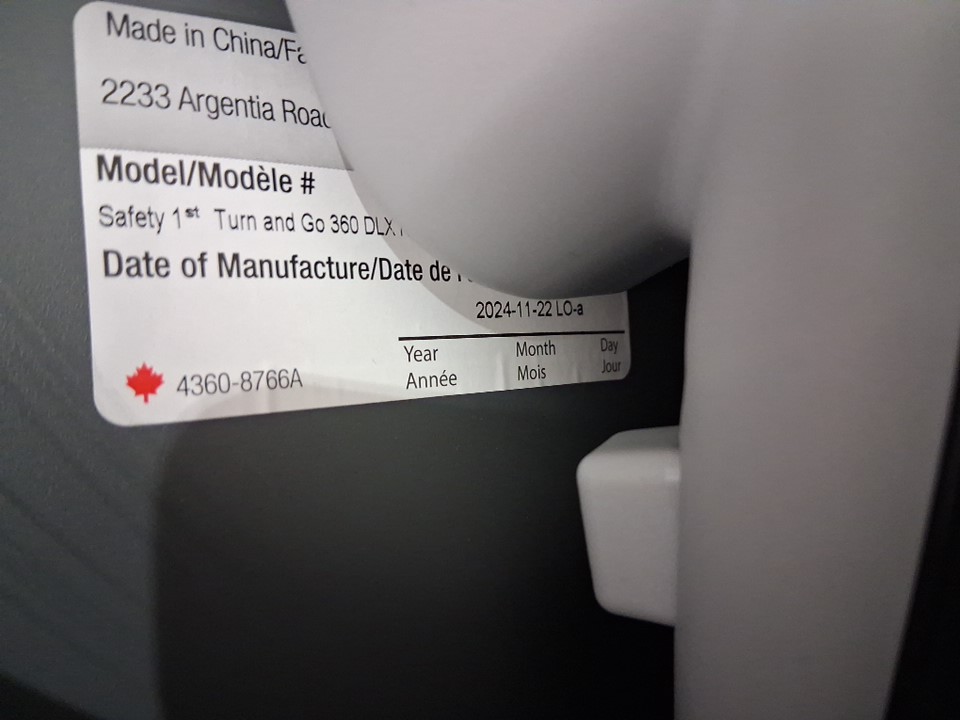 Made in China/Fa
2233 Argentia Road
Model/Modèle #
Safety 1st Turn and Go 360 DLX
Date of Manufacture/Date de
2024-11-22 LO-a
Year Month Day
Année Mois Jour
4360-8766A